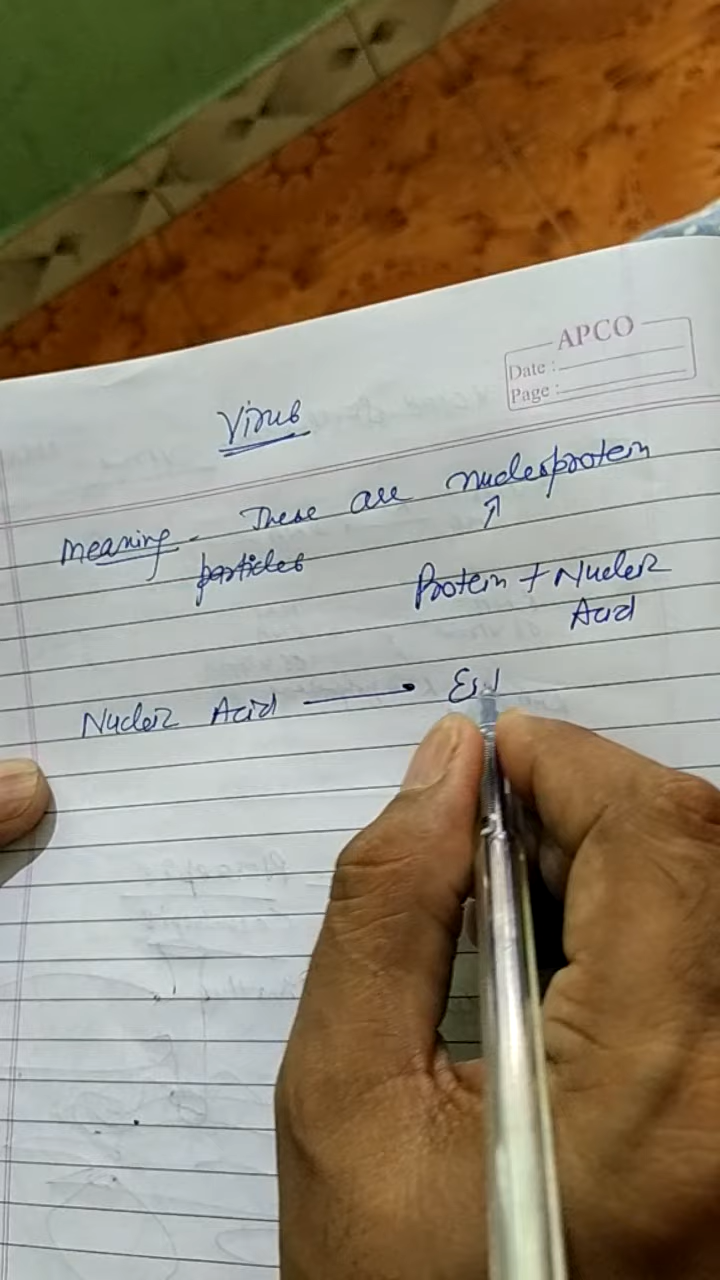 APCO
Date :
Page :
Virus
Meaning - These are nucleoprotein
particles
Protein + Nucleic
Acid
Nucleic Acid